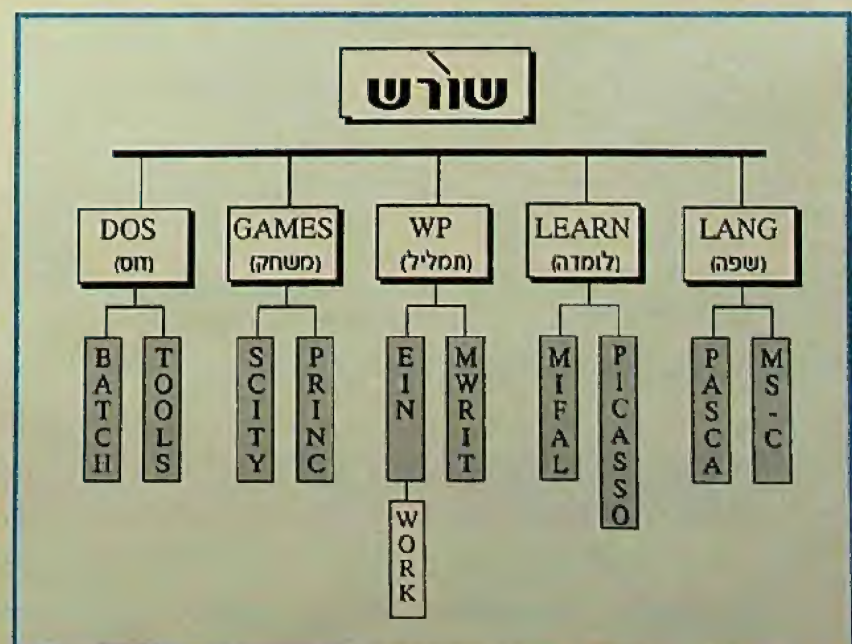 שורש
DOS
(דוס)
GAMES
(משחק)
WP
(תמליל)
LEARN
(לומדה)
LANG
(שפה)
BATCH
TOOLS
SCITY
PRINC
EIN
MWRIT
MIFAL
PICASSO
PASCA
MS-C
WORK